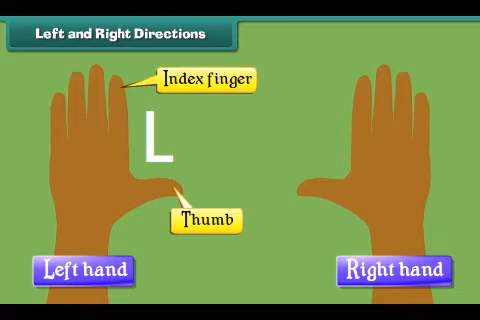 Left and Right Directions
Index finger
L
Thumb
Left hand
Right hand